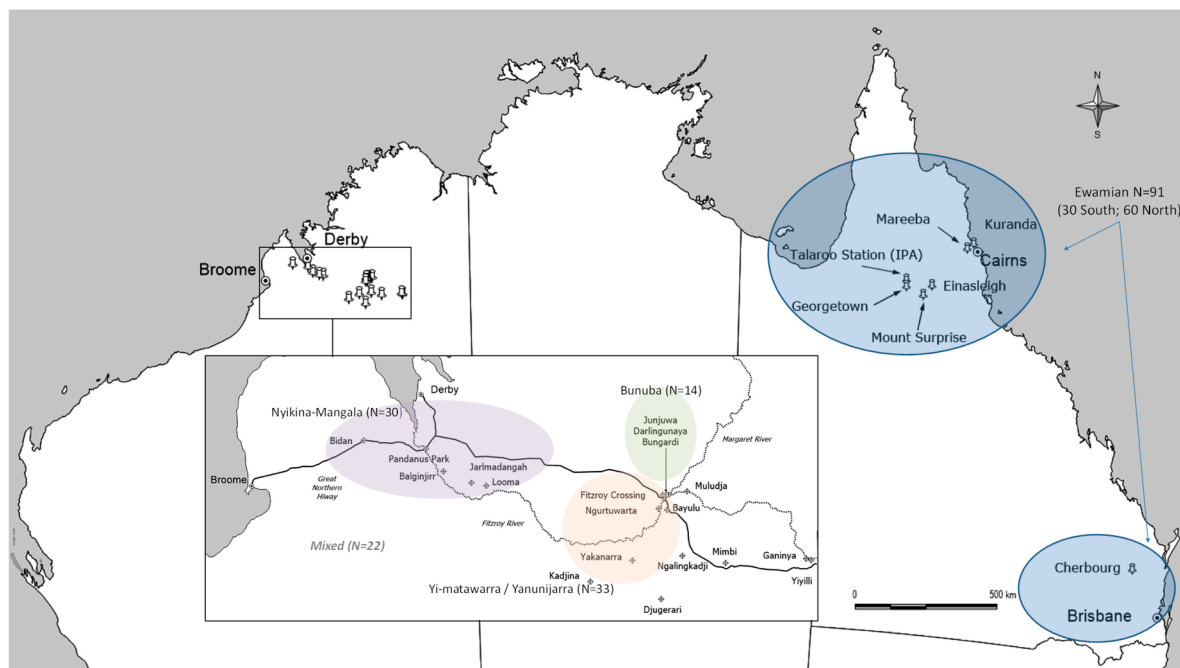 N
S
Ewamian N=91
(30 South; 60 North)
Mareeba
Kuranda
Cairns
Talaroo Station (IPA)
Einasleigh
Georgetown
Mount Surprise
Derby
Broome
Derby
Bunuba (N=14)
Nyikina-Mangala (N=30)
Junjuwa
Darlingunaya
Bungardi
Margaret River
Bidan
Pandanus Park
Balginjirr
Jarlmadangah
Looma
Broome
Great
Northern
Hiway
Fitzroy Crossing
Muludja
Ngurtuwarta
Bayulu
Fitzroy River
Mixed (N=22)
Yakanarra
Mimbi
Ganinya
Ngalingkadji
Yiyilli
Kadjina
Yi-matawarra / Yanunijarra (N=33)
Djugerari
Cherbourg
Brisbane
0
500 km